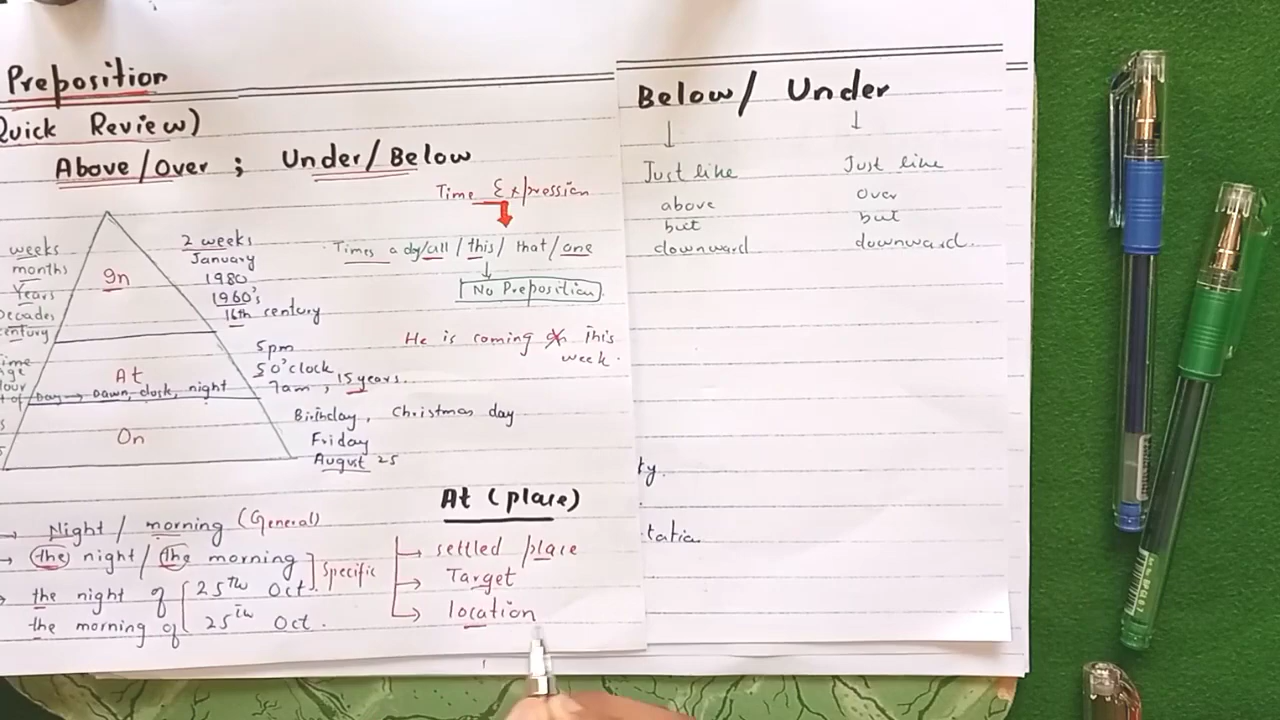 Preposition
Quick Review)
Above/Over ; Under/Below
Time Expression
Times a day/all / this / that / one
No Preposition
He is coming on this
week.
weeks
months
Years
Decades
century
In
2 weeks
January
1980
1960's
16th century
At
Day → Dawn, dusk, night
5pm
5 o'clock
7am, 15 years.
On
Birthday, Christmas day
Friday
August 25
→ Night / morning (General)
→ the night / the morning
Specific
→ the night of 25th Oct.
the morning of 25th Oct.
At (place)
→ settled / place
→ Target
→ location
Below / Under
Just like
above
but
downward
Just like
over
but
downward.
ty.